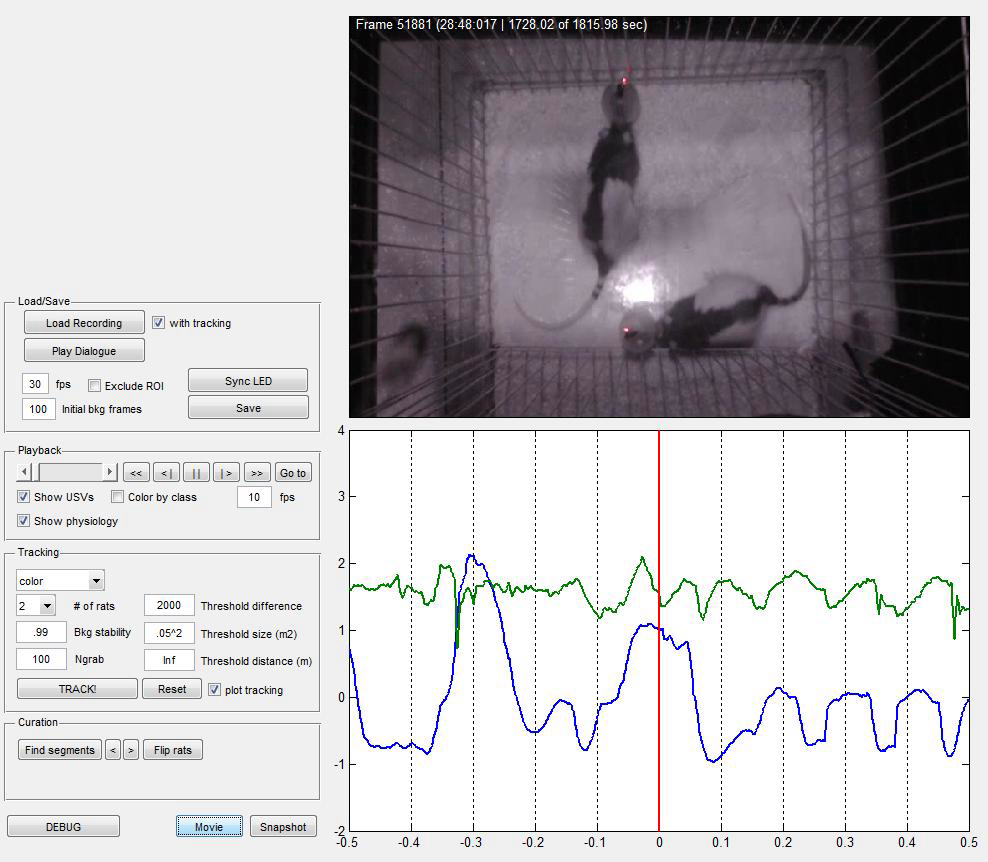 Frame 51881 (28:48:017 | 1728.02 of 1815.98 sec)
Load/Save
Load Recording with tracking
Play Dialogue
30 fps Exclude ROI Sync LED
100 Initial bkg frames Save
Playback
<< <| || |> >> Go to
Show USVs Color by class 10 fps
Show physiology
Tracking
color
2 # of rats 2000 Threshold difference
.99 Bkg stability .05^2 Threshold size (m2)
100 Ngrab Inf Threshold distance (m)
TRACK! Reset plot tracking
Curation
Find segments < > Flip rats
DEBUG Movie Snapshot
4
3
2
1
0
-1
-2
-0.5 -0.4 -0.3 -0.2 -0.1 0 0.1 0.2 0.3 0.4 0.5